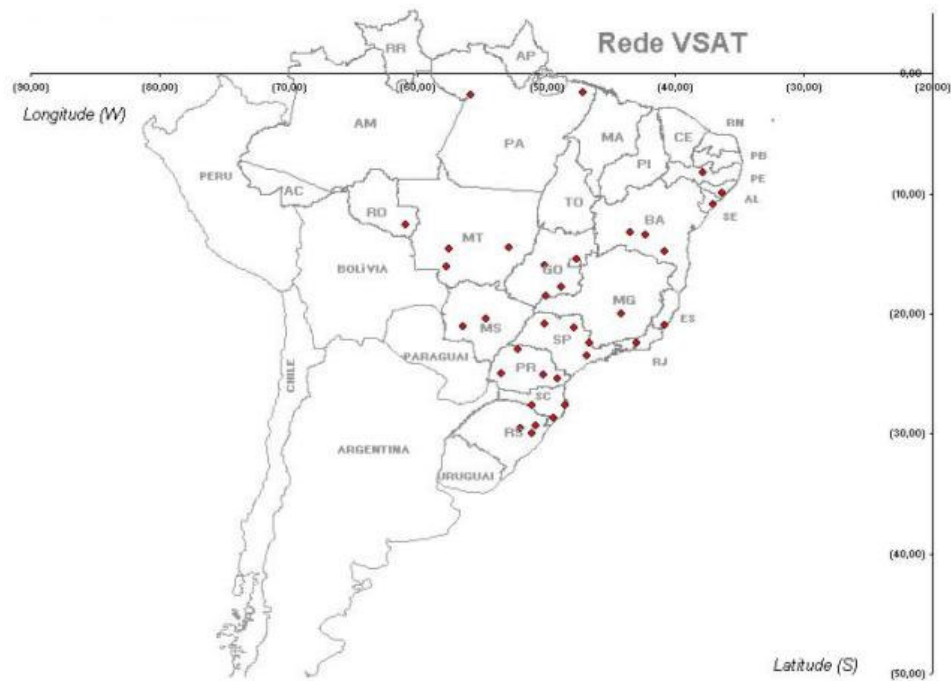 Rede VSAT
RR
AP
(90,00)
(80,00)
(70,00)
(60,00)
(50,00)
(40,00)
(30,00)
(20,00)
0,00
Longitude (W)
AM
PA
MA
CE
RN
PB
PI
PE
PERU
AC
TO
AL
(10,00)
RO
BA
SE
MT
BOLÍVIA
GO
MG
ES
(20,00)
MS
SP
PARAGUAI
RJ
CHILE
PR
SC
RS
(30,00)
ARGENTINA
URUGUAI
(40,00)
Latitude (S)
(50,00)